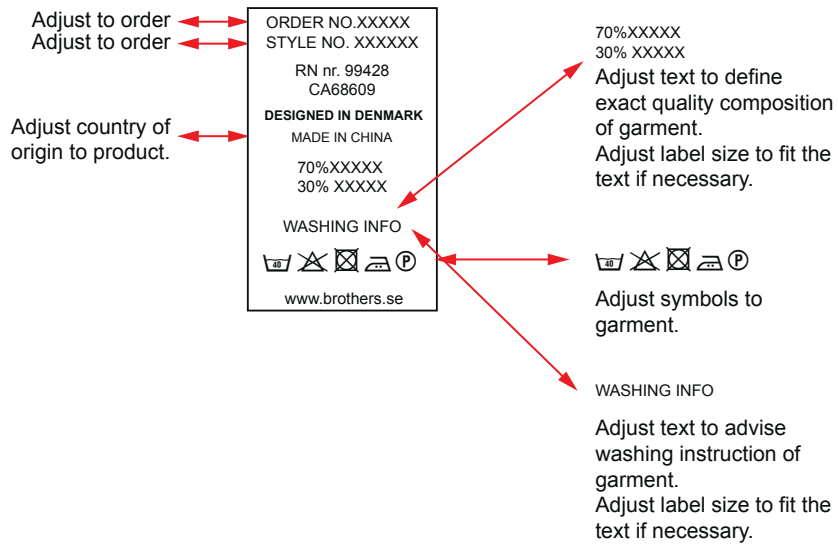 Adjust to order
Adjust to order
Adjust country of
origin to product.
ORDER NO.XXXXX
STYLE NO. XXXXXX
RN nr. 99428
CA68609
DESIGNED IN DENMARK
MADE IN CHINA
70%XXXXX
30% XXXXX
WASHING INFO
40
P
www.brothers.se
70%XXXXX
30% XXXXX
Adjust text to define
exact quality composition
of garment.
Adjust label size to fit the
text if necessary.
40
P
Adjust symbols to
garment.
WASHING INFO
Adjust text to advise
washing instruction of
garment.
Adjust label size to fit the
text if necessary.